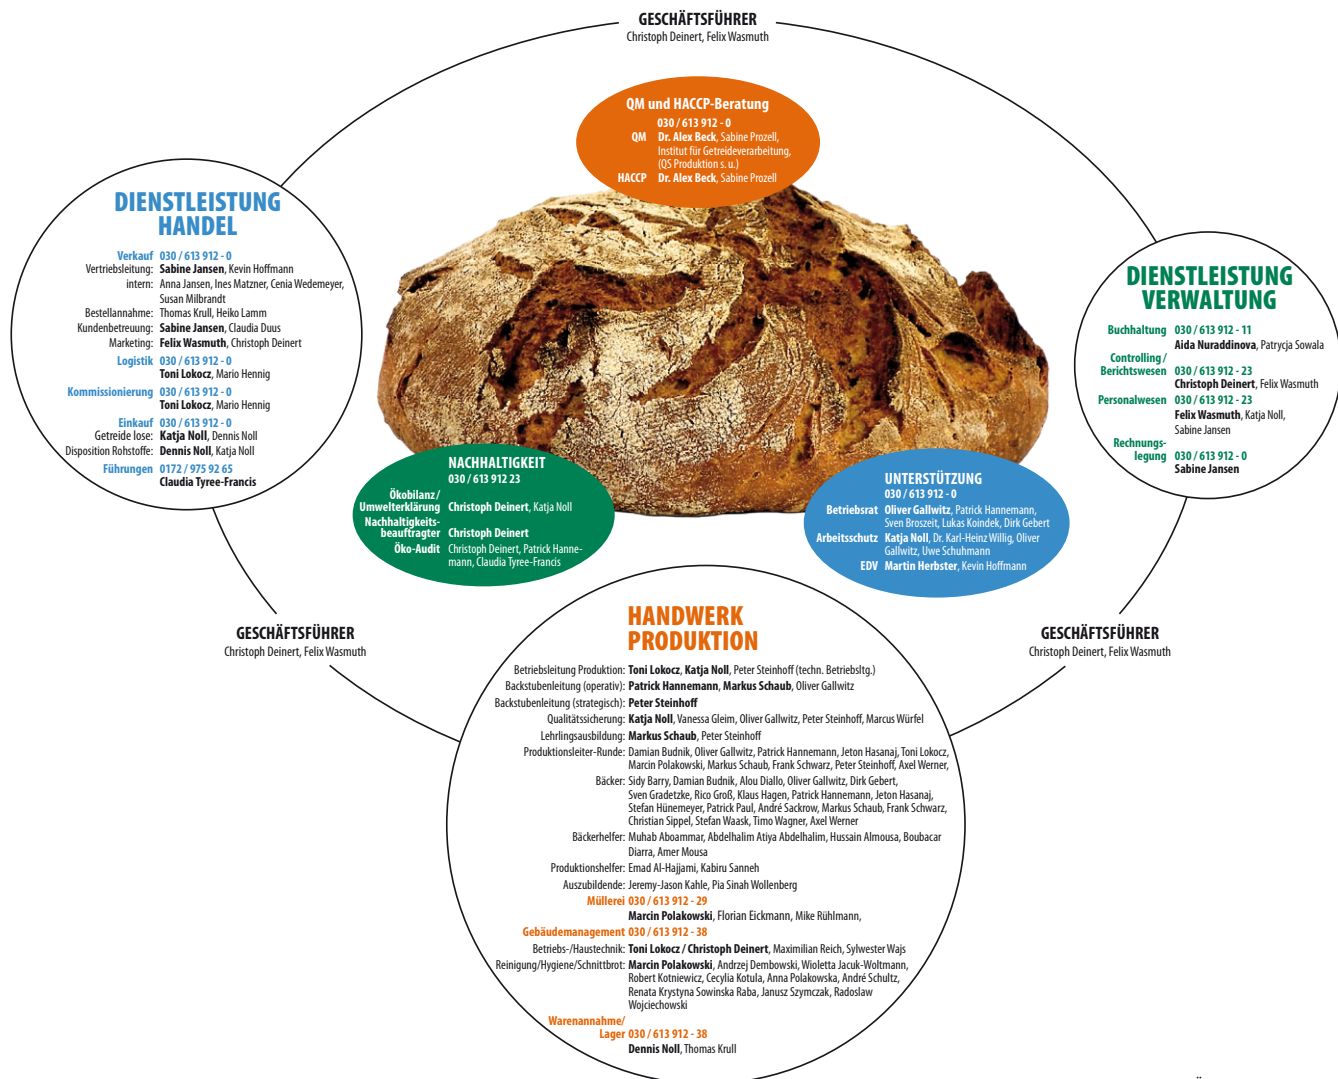 GESCHÄFTSFÜHRER
Christoph Deinert, Felix Wasmuth
QM und HACCP-Beratung
030 / 613 912 - 0
QM Dr. Alex Beck, Sabine Prozell,
Institut für Getreideverarbeitung,
(QS Produktion s. u.)
HACCP Dr. Alex Beck, Sabine Prozell
DIENSTLEISTUNG
HANDEL
Verkauf 030 / 613 912 - 0
Vertriebsleitung: Sabine Jansen, Kevin Hoffmann
intern: Anna Jansen, Ines Matzner, Cenia Wedemeyer,
Susan Milbrandt
Bestellannahme: Thomas Krull, Heiko Lamm
Kundenbetreuung: Sabine Jansen, Claudia Duus
Marketing: Felix Wasmuth, Christoph Deinert
Logistik 030 / 613 912 - 0
Toni Lokocz, Mario Hennig
Kommissionierung 030 / 613 912 - 0
Toni Lokocz, Mario Hennig
Einkauf 030 / 613 912 - 0
Getreide lose: Katja Noll, Dennis Noll
Disposition Rohstoffe: Dennis Noll, Katja Noll
Führungen 0172 / 975 92 65
Claudia Tyree-Francis
DIENSTLEISTUNG
VERWALTUNG
Buchhaltung 030 / 613 912 - 11
Aida Nuraddinova, Patrycja Sowala
Controlling /
Berichtswesen 030 / 613 912 - 23
Christoph Deinert, Felix Wasmuth
Personalwesen 030 / 613 912 - 23
Felix Wasmuth, Katja Noll,
Sabine Jansen
Rechnungs-
legung 030 / 613 912 - 0
Sabine Jansen
NACHHALTIGKEIT
030 / 613 912 23
Ökobilanz /
Umwelterklärung Christoph Deinert, Katja Noll
Nachhaltigkeits-
beauftragter Christoph Deinert
Öko-Audit Christoph Deinert, Patrick Hanne-
mann, Claudia Tyree-Francis
UNTERSTÜTZUNG
030 / 613 912 - 0
Betriebsrat Oliver Gallwitz, Patrick Hannemann,
Sven Broszeit, Lukas Koindek, Dirk Gebert
Arbeitsschutz Katja Noll, Dr. Karl-Heinz Willig, Oliver
Gallwitz, Uwe Schuhmann
EDV Martin Herbster, Kevin Hoffmann
GESCHÄFTSFÜHRER
Christoph Deinert, Felix Wasmuth
GESCHÄFTSFÜHRER
Christoph Deinert, Felix Wasmuth
HANDWERK
PRODUKTION
Betriebsleitung Produktion: Toni Lokocz, Katja Noll, Peter Steinhoff (techn. Betriebsltg.)
Backstubenleitung (operativ): Patrick Hannemann, Markus Schaub, Oliver Gallwitz
Backstubenleitung (strategisch): Peter Steinhoff
Qualitätssicherung: Katja Noll, Vanessa Gleim, Oliver Gallwitz, Peter Steinhoff, Marcus Würfel
Lehrlingsausbildung: Markus Schaub, Peter Steinhoff
Produktionsleiter-Runde: Damian Budnik, Oliver Gallwitz, Patrick Hannemann, Jeton Hasanaj, Toni Lokocz,
Marcin Polakowski, Markus Schaub, Frank Schwarz, Peter Steinhoff, Axel Werner,
Bäcker: Sidy Barry, Damian Budnik, Alou Diallo, Oliver Gallwitz, Dirk Gebert,
Sven Gradetzke, Rico Groß, Klaus Hagen, Patrick Hannemann, Jeton Hasanaj,
Stefan Hünemeyer, Patrick Paul, André Sackrow, Markus Schaub, Frank Schwarz,
Christian Sippel, Stefan Waask, Timo Wagner, Axel Werner
Bäckerhelfer: Muhab Aboammar, Abdelhalim Atiya Abdelhalim, Hussain Almousa, Boubacar
Diarra, Amer Mousa
Produktionshelfer: Emad Al-Hajjami, Kabiru Sanneh
Auszubildende: Jeremy-Jason Kahle, Pia Sinah Wollenberg
Müllerei 030 / 613 912 - 29
Marcin Polakowski, Florian Eickmann, Mike Rühlmann,
Gebäudemanagement 030 / 613 912 - 38
Betriebs-/Haustechnik: Toni Lokocz / Christoph Deinert, Maximilian Reich, Sylwester Wajs
Reinigung/Hygiene/Schnittbrot: Marcin Polakowski, Andrzej Dembowski, Wioletta Jacuk-Woltmann,
Robert Kotniewicz, Cecylia Kotula, Anna Polakowska, André Schultz,
Renata Krystyna Sowinska Raba, Janusz Szymczak, Radoslaw
Wojciechowski
Warenannahme/
Lager 030 / 613 912 - 38
Dennis Noll, Thomas Krull